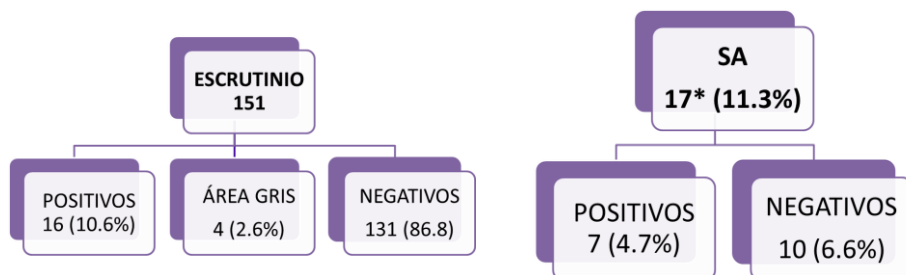 ESCRUTINIO
151
POSITIVOS
16 (10.6%)
ÁREA GRIS
4 (2.6%)
NEGATIVOS
131 (86.8)
SA
17* (11.3%)
POSITIVOS
7 (4.7%)
NEGATIVOS
10 (6.6%)